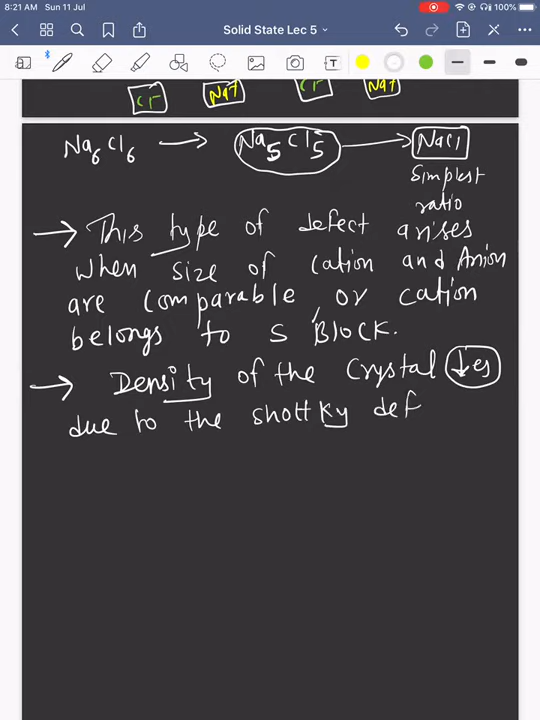 8:21 AM Sun 11 Jul
100%
Solid State Lec 5
T
Cl- Na+ Cl- Na+
Na6Cl6 → Na5Cl5 → NaCl
Simplest
ratio
→ This type of defect arises
when size of cation and Anion
are comparable, or cation
belongs to S BLOCK.
→ Density of the crystal ↓es
due to the shottky def